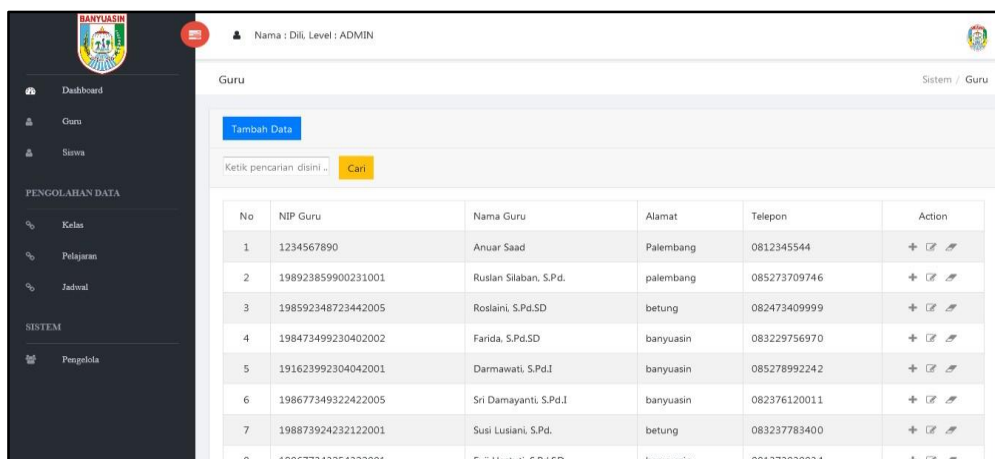 BANYUASIN
Dashboard
Guru
Siswa
PENGOLAHAN DATA
Kelas
Pelajaran
Jadwal
SISTEM
Pengelola
Nama : Dili, Level : ADMIN
Guru
Sistem / Guru
Tambah Data
Ketik pencarian disini .. Cari
No NIP Guru Nama Guru Alamat Telepon Action
1 1234567890 Anuar Saad Palembang 0812345544
2 198923859900231001 Ruslan Silaban, S.Pd. palembang 085273709746
3 198592348723442005 Roslaini, S.Pd.SD betung 082473409999
4 198473499230402002 Farida, S.Pd.SD banyuasin 083229756970
5 191623992304042001 Darmawati, S.Pd.I banyuasin 085278992242
6 198677349322422005 Sri Damayanti, S.Pd.I banyuasin 082376120011
7 198873924232122001 Susi Lusiani, S.Pd. betung 083237783400